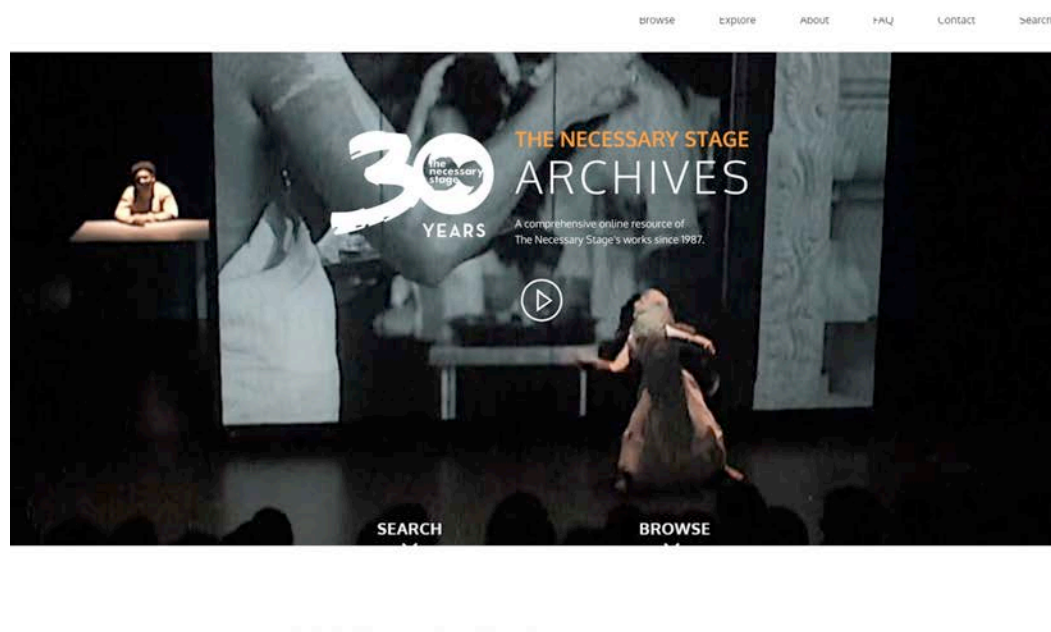 Browse Explore About FAQ Contact Search
the
necessary
stage
30
YEARS
THE NECESSARY STAGE
ARCHIVES
A comprehensive online resource of
The Necessary Stage's works since 1987.
SEARCH BROWSE